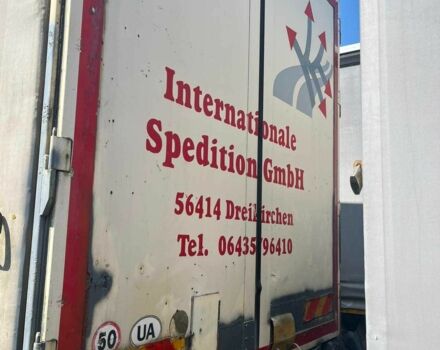 Internationale
Spedition GmbH
56414 Dreikirchen
Tel. 06435/96410
50 UA